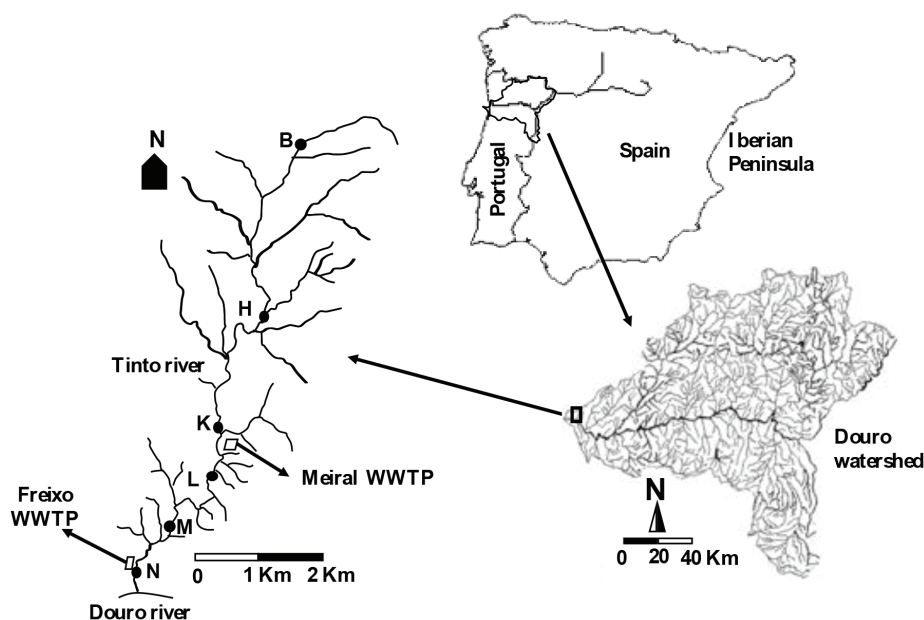 N
B
H
Tinto river
K
L
Meiral WWTP
Freixo
WWTP
M
N
0 1 Km 2 Km
Douro river
Portugal
Spain
Iberian
Peninsula
Douro
watershed
N
0 20 40 Km